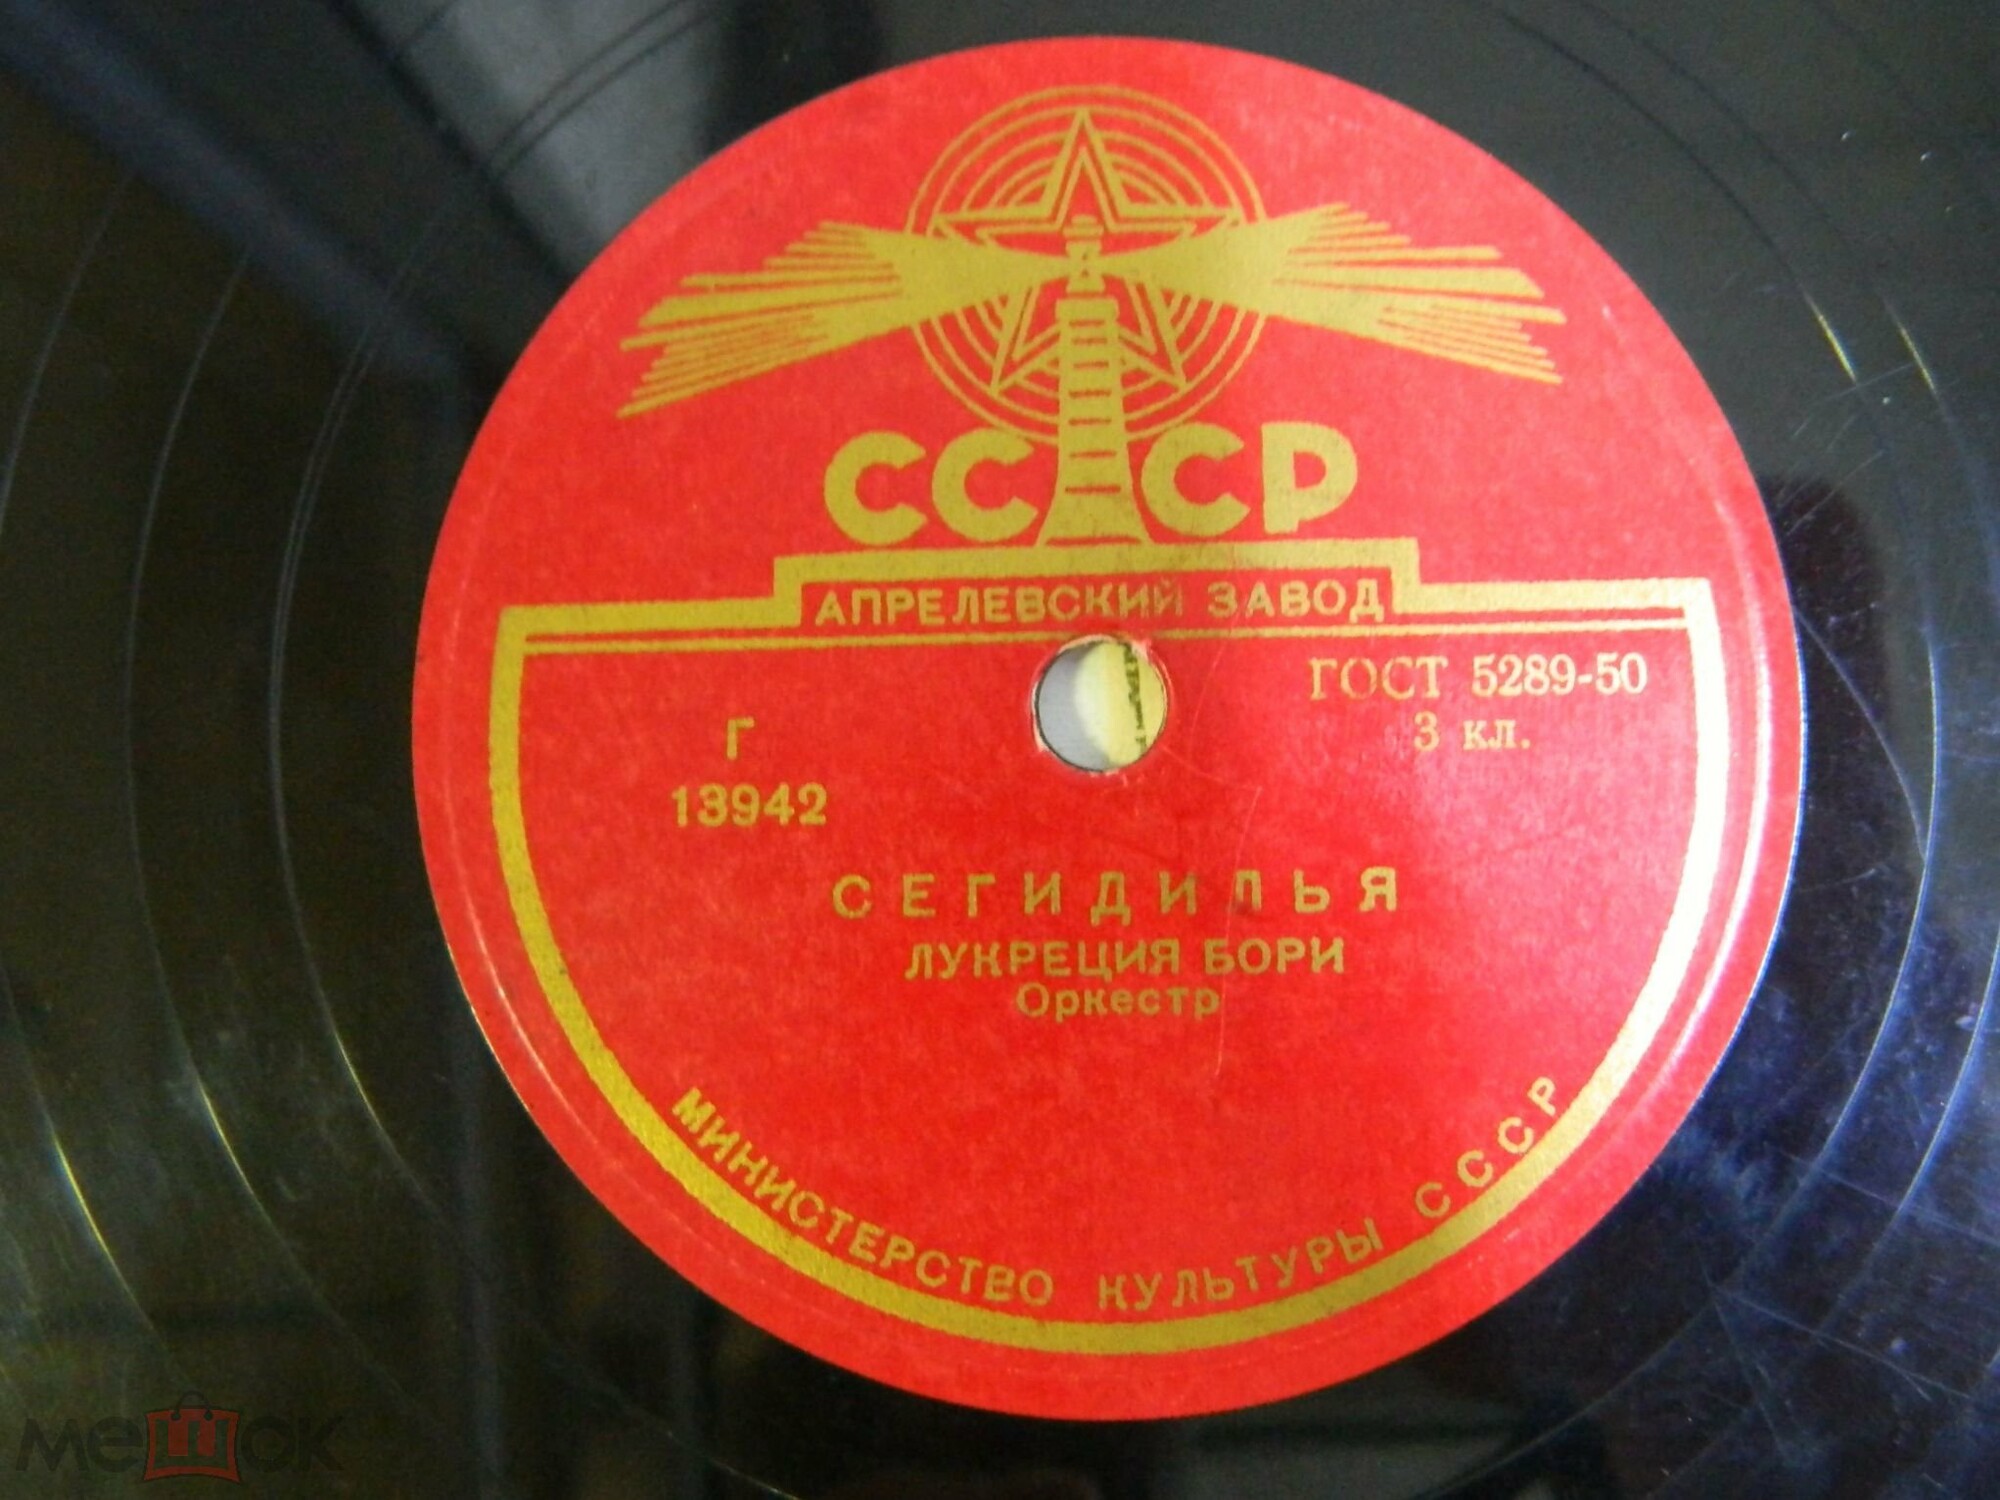 СССР
АПРЕЛЕВСКИЙ ЗАВОД
ГОСТ 5289-50
3 кл.
Г
13942
СЕГИДИЛЬЯ
ЛУКРЕЦИЯ БОРИ
Оркестр
МИНИСТЕРСТВО КУЛЬТУРЫ СССР
мешок